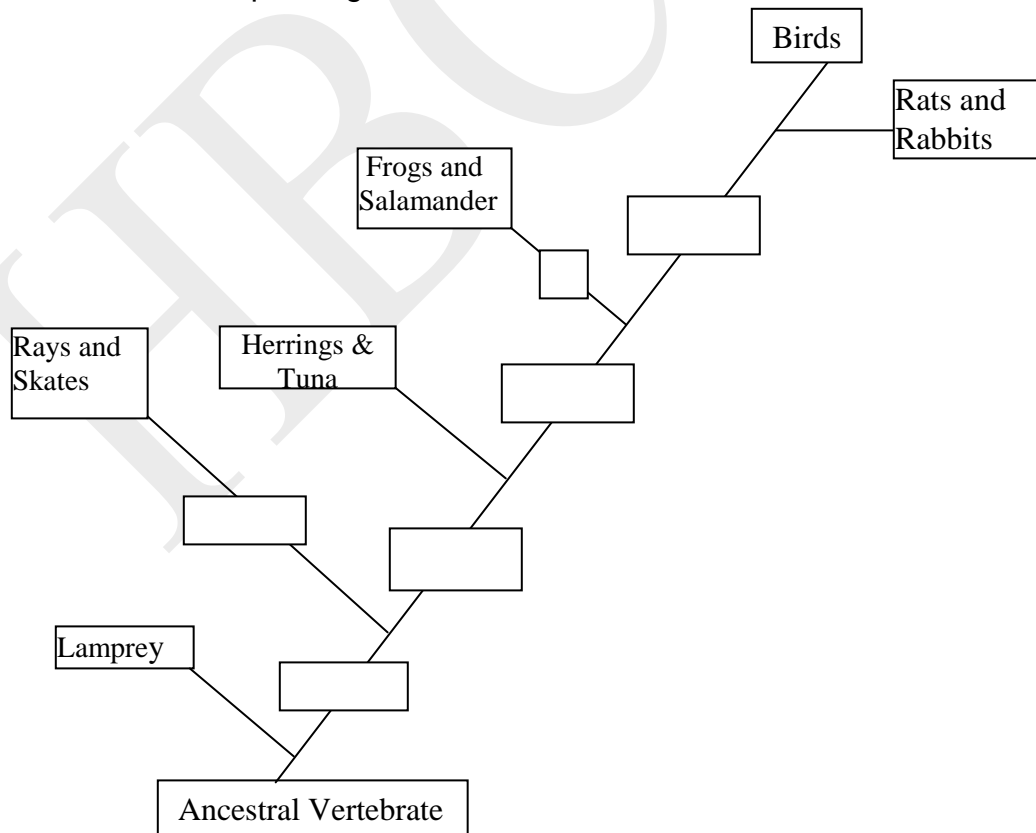 Birds
Rats and
Rabbits
Frogs and
Salamander
Rays and
Skates
Herrings &
Tuna
Lamprey
Ancestral Vertebrate